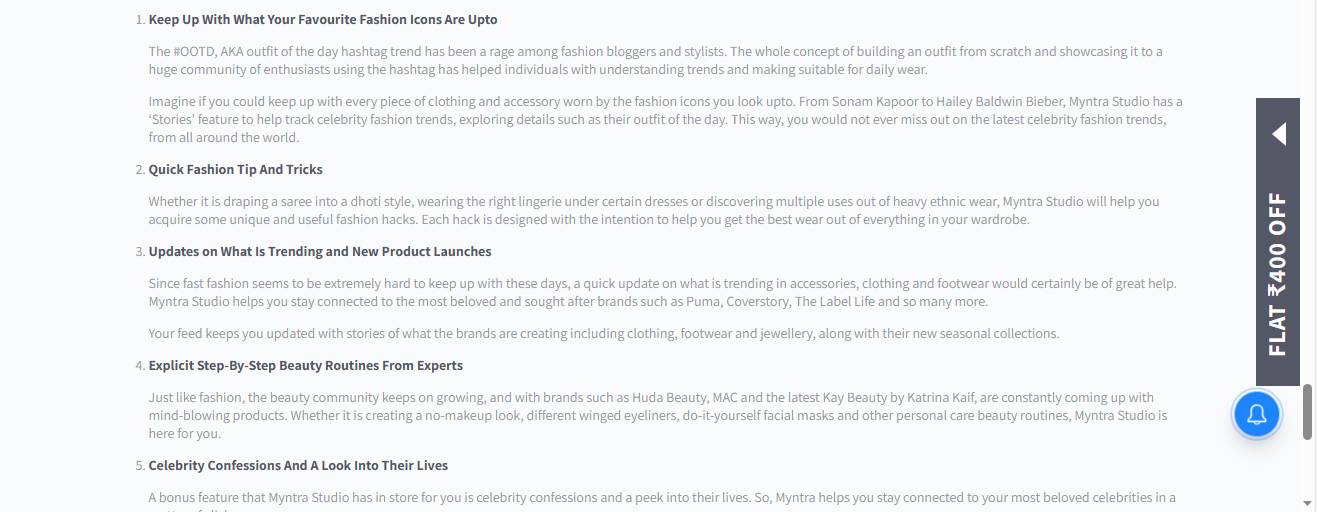 1. Keep Up With What Your Favourite Fashion Icons Are Upto
The #OOTD, AKA outfit of the day hashtag trend has been a rage among fashion bloggers and stylists. The whole concept of building an outfit from scratch and showcasing it to a
huge community of enthusiasts using the hashtag has helped individuals with understanding trends and making suitable for daily wear.
Imagine if you could keep up with every piece of clothing and accessory worn by the fashion icons you look upto. From Sonam Kapoor to Hailey Baldwin Bieber, Myntra Studio has a
‘Stories’ feature to help track celebrity fashion trends, exploring details such as their outfit of the day. This way, you would not ever miss out on the latest celebrity fashion trends,
from all around the world.
2. Quick Fashion Tip And Tricks
Whether it is draping a saree into a dhoti style, wearing the right lingerie under certain dresses or discovering multiple uses out of heavy ethnic wear, Myntra Studio will help you
acquire some unique and useful fashion hacks. Each hack is designed with the intention to help you get the best wear out of everything in your wardrobe.
3. Updates on What Is Trending and New Product Launches
Since fast fashion seems to be extremely hard to keep up with these days, a quick update on what is trending in accessories, clothing and footwear would certainly be of great help.
Myntra Studio helps you stay connected to the most beloved and sought after brands such as Puma, Coverstory, The Label Life and so many more.
Your feed keeps you updated with stories of what the brands are creating including clothing, footwear and jewellery, along with their new seasonal collections.
4. Explicit Step-By-Step Beauty Routines From Experts
Just like fashion, the beauty community keeps on growing, and with brands such as Huda Beauty, MAC and the latest Kay Beauty by Katrina Kaif, are constantly coming up with
mind-blowing products. Whether it is creating a no-makeup look, different winged eyeliners, do-it-yourself facial masks and other personal care beauty routines, Myntra Studio is
here for you.
5. Celebrity Confessions And A Look Into Their Lives
A bonus feature that Myntra Studio has in store for you is celebrity confessions and a peek into their lives. So, Myntra helps you stay connected to your most beloved celebrities in a
FLAT ₹400 OFF